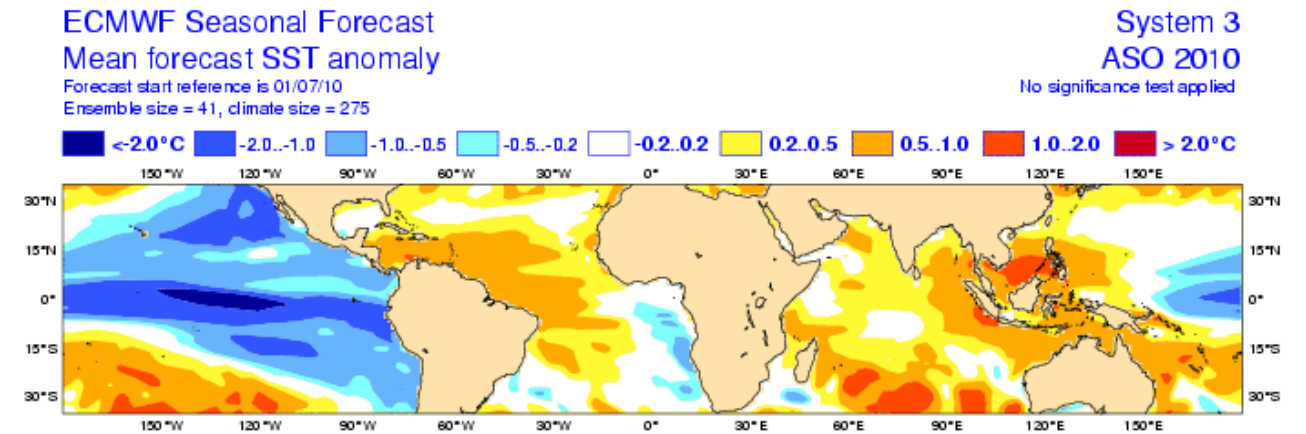 ECMWF Seasonal Forecast System 3
Mean forecast SST anomaly ASO 2010
Forecast start reference is 01/07/10 No significance test applied
Ensemble size = 41, climate size = 275
<-2.0°C -2.0..-1.0 -1.0..-0.5 -0.5..-0.2 -0.2..0.2 0.2..0.5 0.5..1.0 1.0..2.0 > 2.0°C
150°W 120°W 90°W 60°W 30°W 0° 30°E 60°E 90°E 120°E 150°E
30°N 30°N
15°N 15°N
0° 0°
15°S 15°S
30°S 30°S
150°W 120°W 90°W 60°W 30°W 0° 30°E 60°E 90°E 120°E 150°E